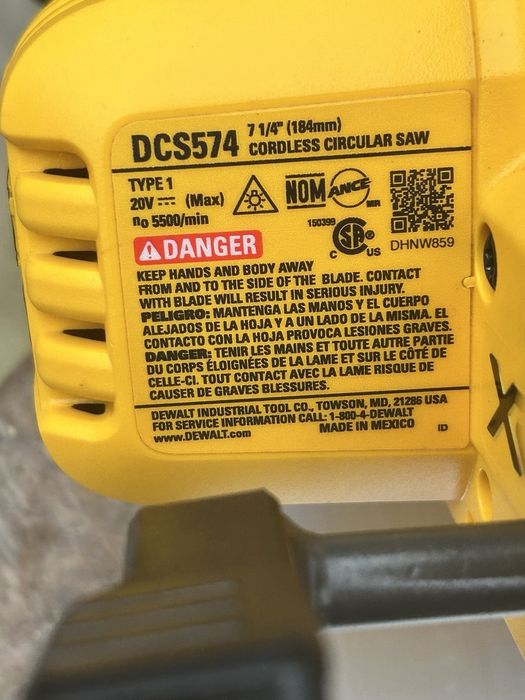 DCS574 7 1/4" (184mm)
CORDLESS CIRCULAR SAW
TYPE 1
20V ⎓ (Max)
n₀ 5500/min
NOM ANCE MR
150399
C SA ® C US
DHNW859
⚠DANGER
KEEP HANDS AND BODY AWAY
FROM AND TO THE SIDE OF THE BLADE. CONTACT
WITH BLADE WILL RESULT IN SERIOUS INJURY.
PELIGRO: MANTENGA LAS MANOS Y EL CUERPO
ALEJADOS DE LA HOJA Y A UN LADO DE LA MISMA. EL
CONTACTO CON LA HOJA PROVOCA LESIONES GRAVES.
DANGER: TENIR LES MAINS ET TOUTE AUTRE PARTIE
DU CORPS ÉLOIGNÉES DE LA LAME ET SUR LE CÔTÉ DE
CELLE-CI. TOUT CONTACT AVEC LA LAME RISQUE DE
CAUSER DE GRAVES BLESSURES.
DEWALT INDUSTRIAL TOOL CO., TOWSON, MD, 21286 USA
FOR SERVICE INFORMATION CALL: 1-800-4-DEWALT
www.DEWALT.com MADE IN MEXICO ID
X